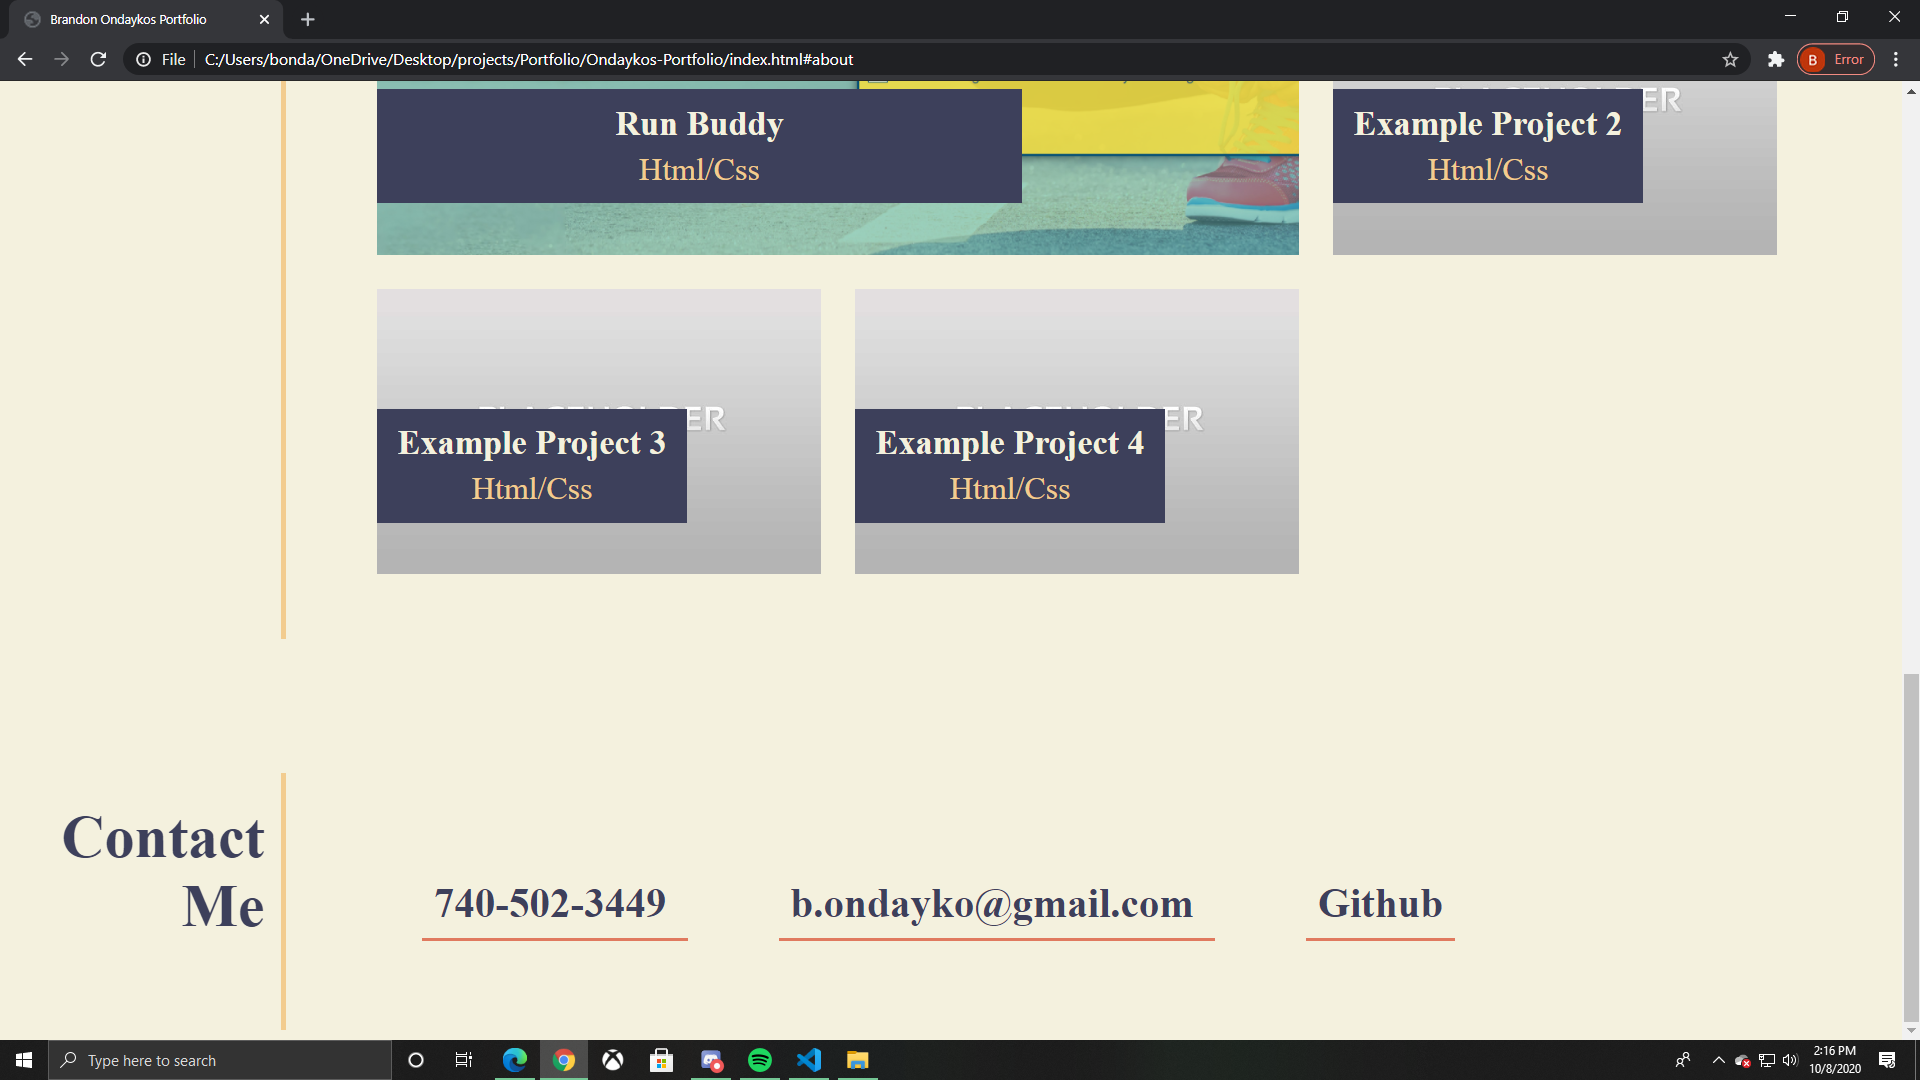 Brandon Ondaykos Portfolio
File C:/Users/bonda/OneDrive/Desktop/projects/Portfolio/Ondaykos-Portfolio/index.html#about
B Error
Run Buddy
Html/Css
Example Project 2
Html/Css
Example Project 3
Html/Css
Example Project 4
Html/Css
Contact
Me
740-502-3449
b.ondayko@gmail.com
Github
Type here to search
2:16 PM
10/8/2020